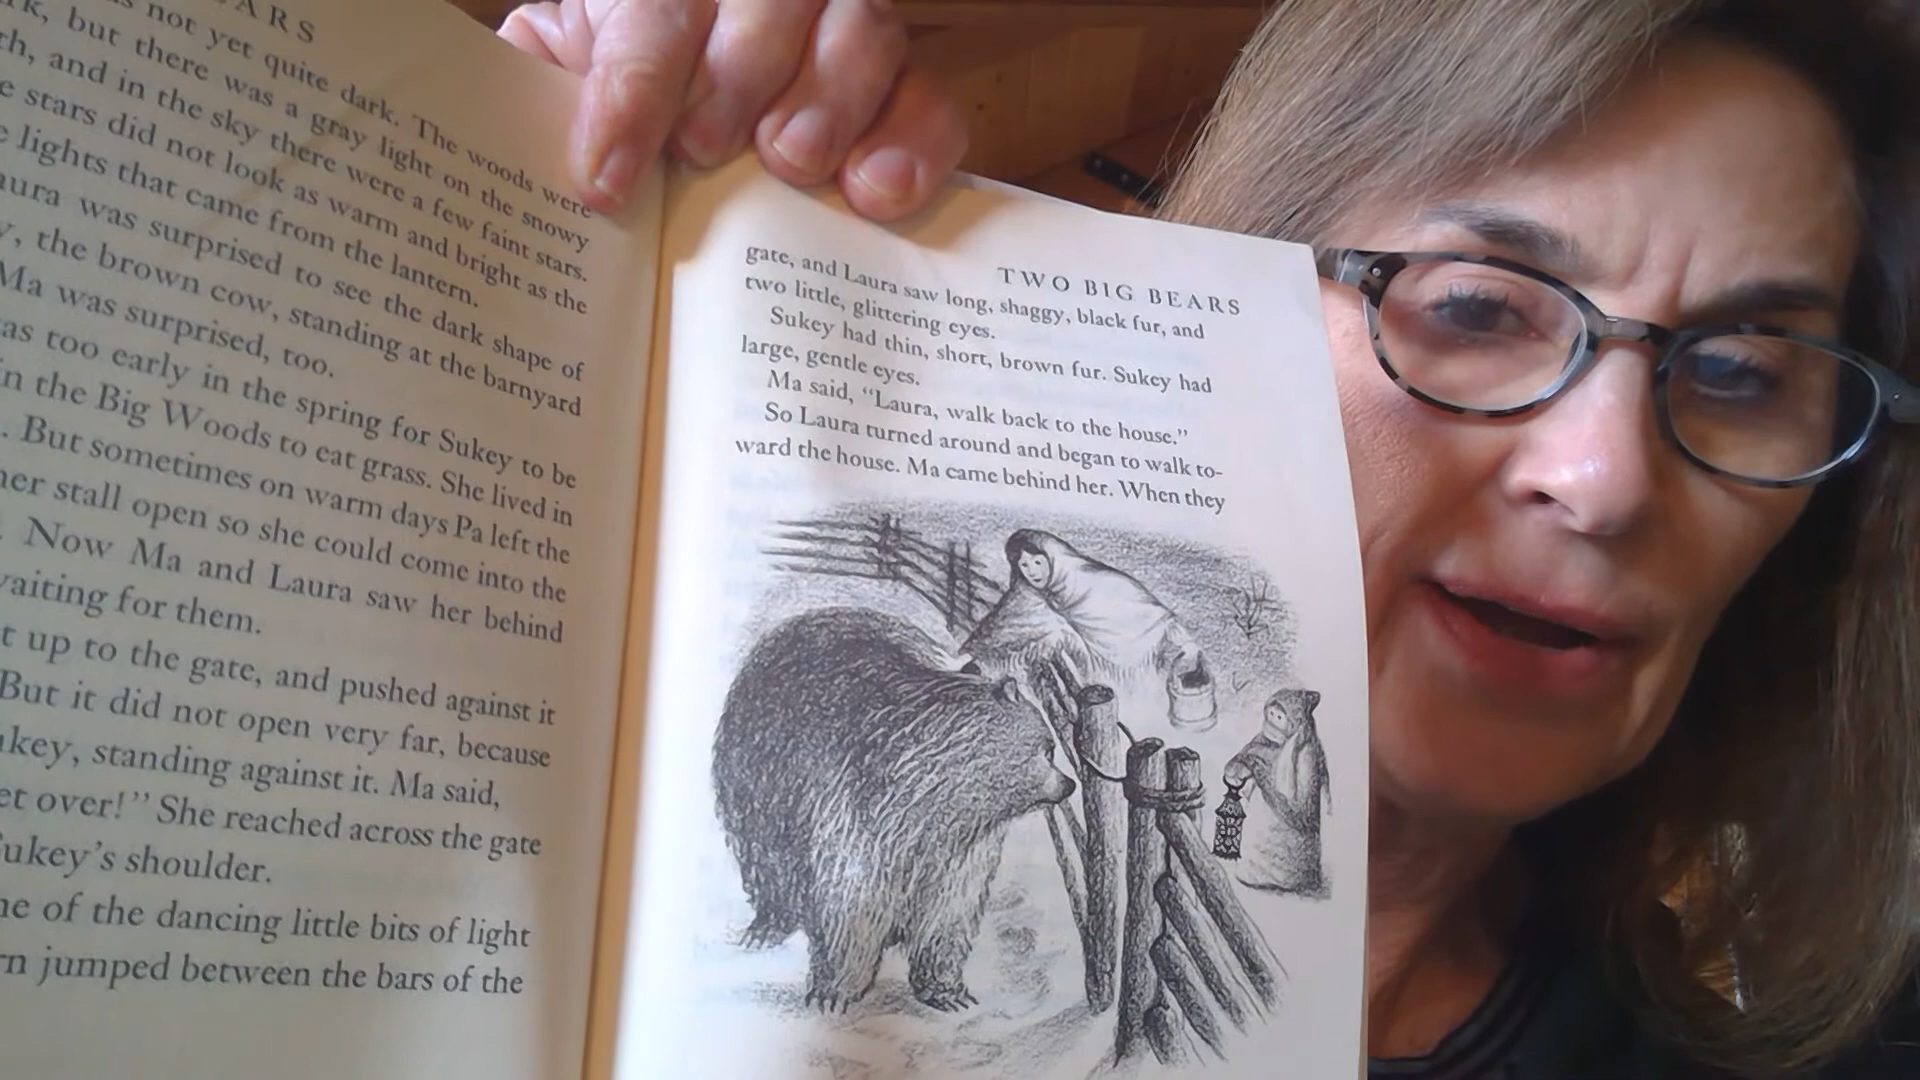 ARS
s not yet quite dark. The woods were
rk, but there was a gray light on the snowy
th, and in the sky there were a few faint stars.
e stars did not look as warm and bright as the
e lights that came from the lantern.
aura was surprised to see the dark shape of
y, the brown cow, standing at the barnyard
Ma was surprised, too.
as too early in the spring for Sukey to be
in the Big Woods to eat grass. She lived in
. But sometimes on warm days Pa left the
her stall open so she could come into the
. Now Ma and Laura saw her behind
vaiting for them.
t up to the gate, and pushed against it
But it did not open very far, because
ukey, standing against it. Ma said,
et over!” She reached across the gate
Sukey’s shoulder.
ne of the dancing little bits of light
rn jumped between the bars of the
TWO BIG BEARS
gate, and Laura saw long, shaggy, black fur, and
two little, glittering eyes.
Sukey had thin, short, brown fur. Sukey had
large, gentle eyes.
Ma said, “Laura, walk back to the house.”
So Laura turned around and began to walk to-
ward the house. Ma came behind her. When they